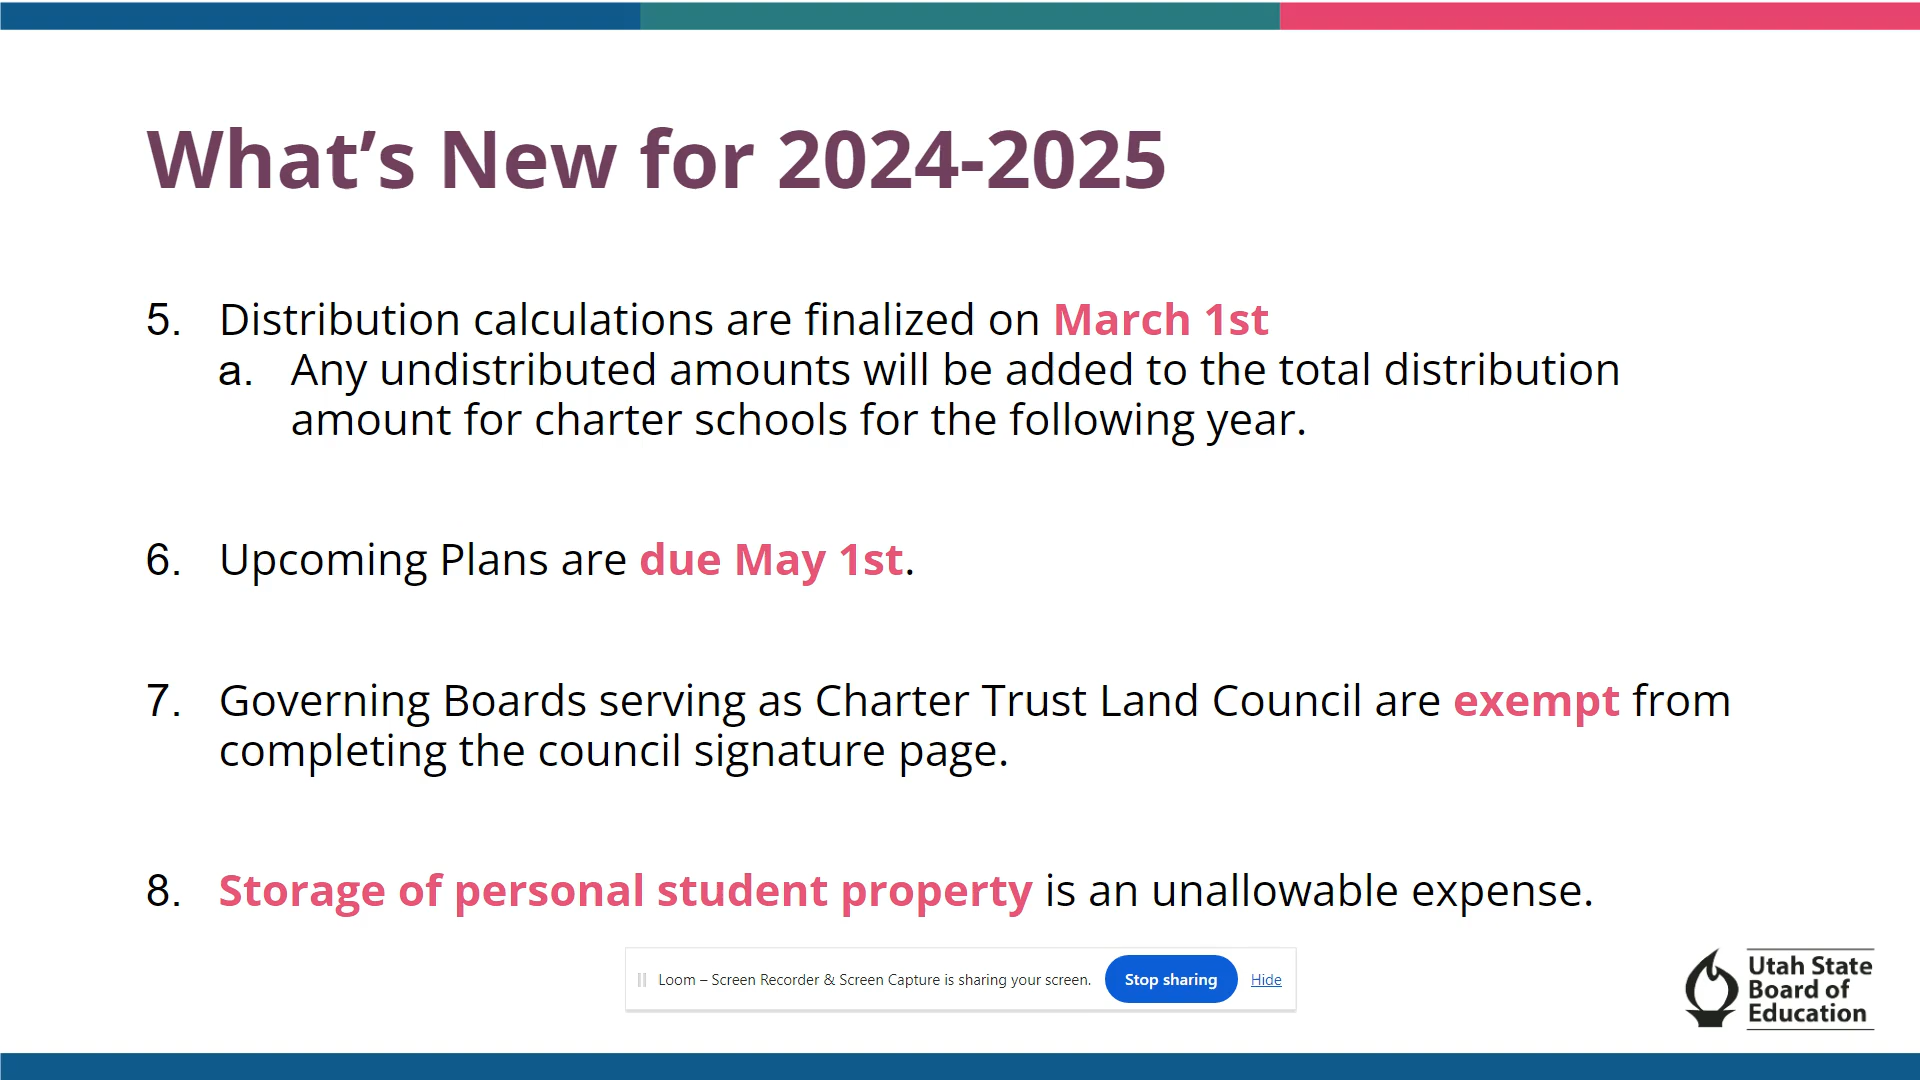 What’s New for 2024-2025
5. Distribution calculations are finalized on March 1st
a. Any undistributed amounts will be added to the total distribution
amount for charter schools for the following year.
6. Upcoming Plans are due May 1st.
7. Governing Boards serving as Charter Trust Land Council are exempt from
completing the council signature page.
8. Storage of personal student property is an unallowable expense.
Loom – Screen Recorder & Screen Capture is sharing your screen. Stop sharing Hide
Utah State
Board of
Education